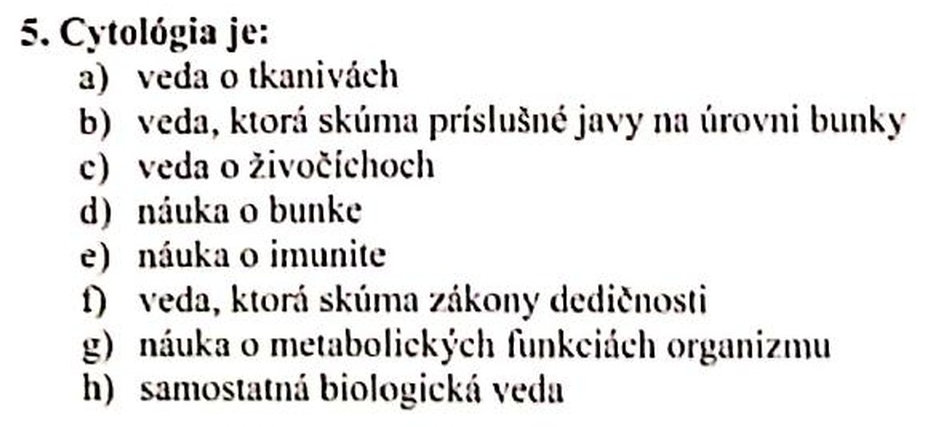 5. Cytológia je:
a) veda o tkanivách
b) veda, ktorá skúma príslušné javy na úrovni bunky
c) veda o živočíchoch
d) náuka o bunke
e) náuka o imunite
f) veda, ktorá skúma zákony dedičnosti
g) náuka o metabolických funkciách organizmu
h) samostatná biologická veda